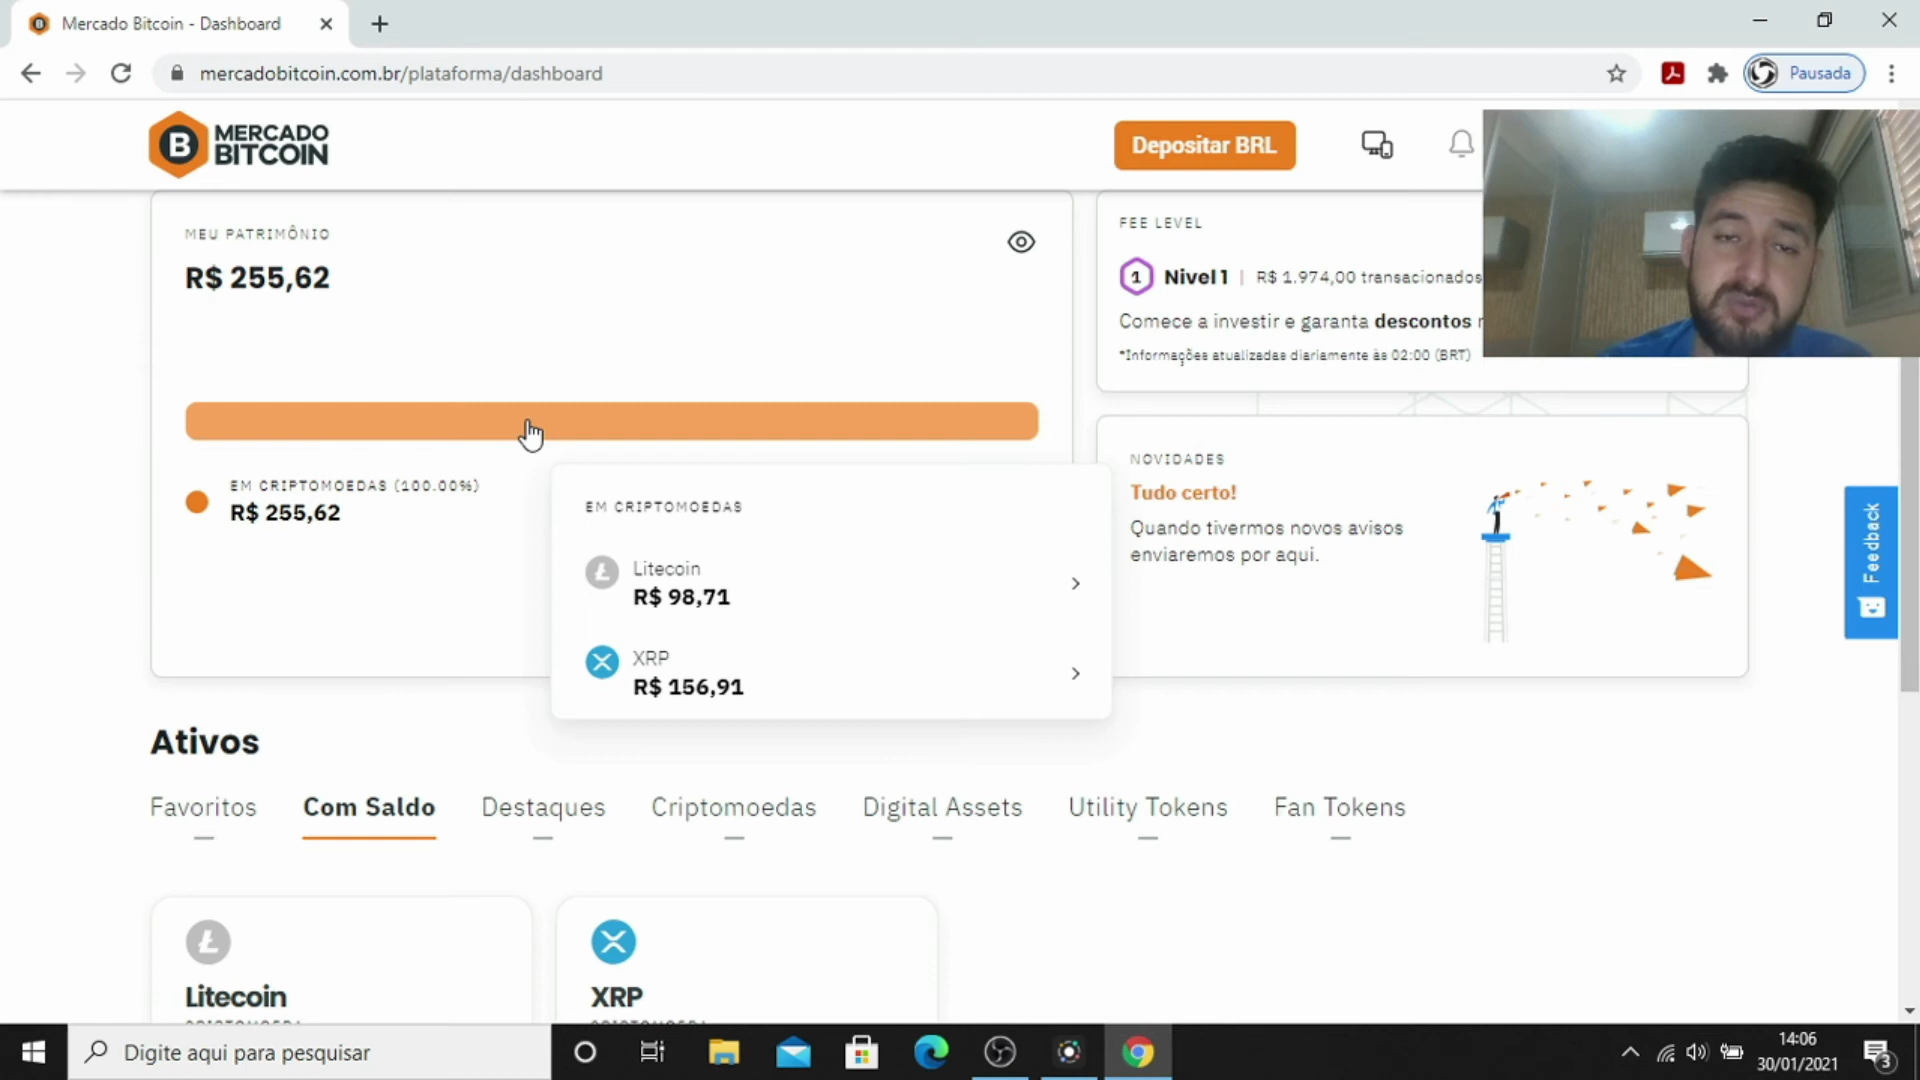 Mercado Bitcoin - Dashboard
mercadobitcoin.com.br/plataforma/dashboard
Pausada
B
MERCADO
BITCOIN
Depositar BRL
MEU PATRIMÔNIO
R$ 255,62
EM CRIPTOMOEDAS (100.00%)
R$ 255,62
EM CRIPTOMOEDAS
Litecoin
R$ 98,71
XRP
R$ 156,91
FEE LEVEL
1 Nivel 1 | R$ 1.974,00 transacionados
Comece a investir e garanta descontos
*Informações atualizadas diariamente às 02:00 (BRT)
NOVIDADES
Tudo certo!
Quando tivermos novos avisos
enviaremos por aqui.
Feedback
Ativos
Favoritos Com Saldo Destaques Criptomoedas Digital Assets Utility Tokens Fan Tokens
Litecoin
XRP
Digite aqui para pesquisar
14:06
30/01/2021
3